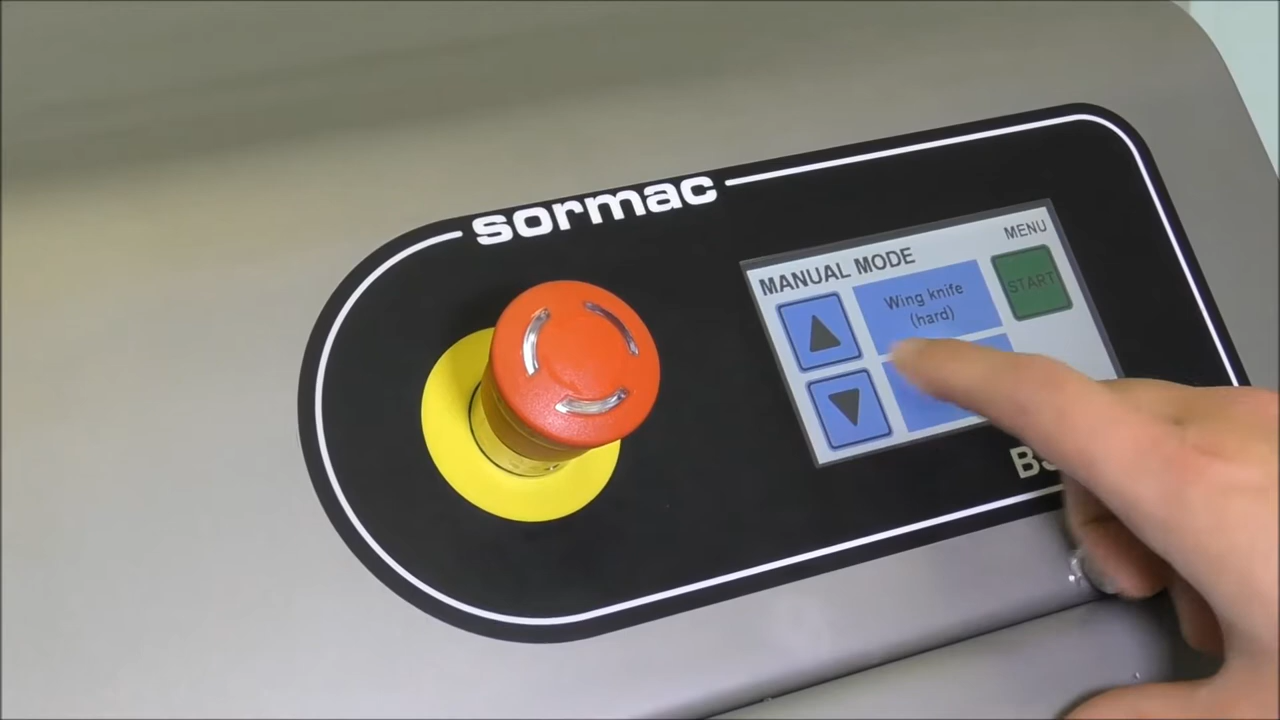 sormac
MENU
MANUAL MODE
START
Wing knife
(hard)